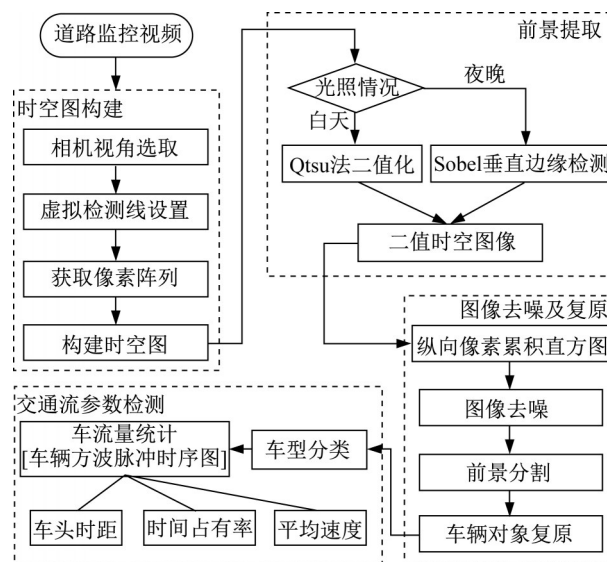 道路监控视频
时空图构建
相机视角选取
虚拟检测线设置
获取像素阵列
构建时空图
前景提取
光照情况
夜晚
白天
Qtsu法二值化
Sobel垂直边缘检测
二值时空图像
图像去噪及复原
纵向像素累积直方图
图像去噪
前景分割
车辆对象复原
交通流参数检测
车流量统计
[车辆方波脉冲时序图]
车型分类
车头时距
时间占有率
平均速度